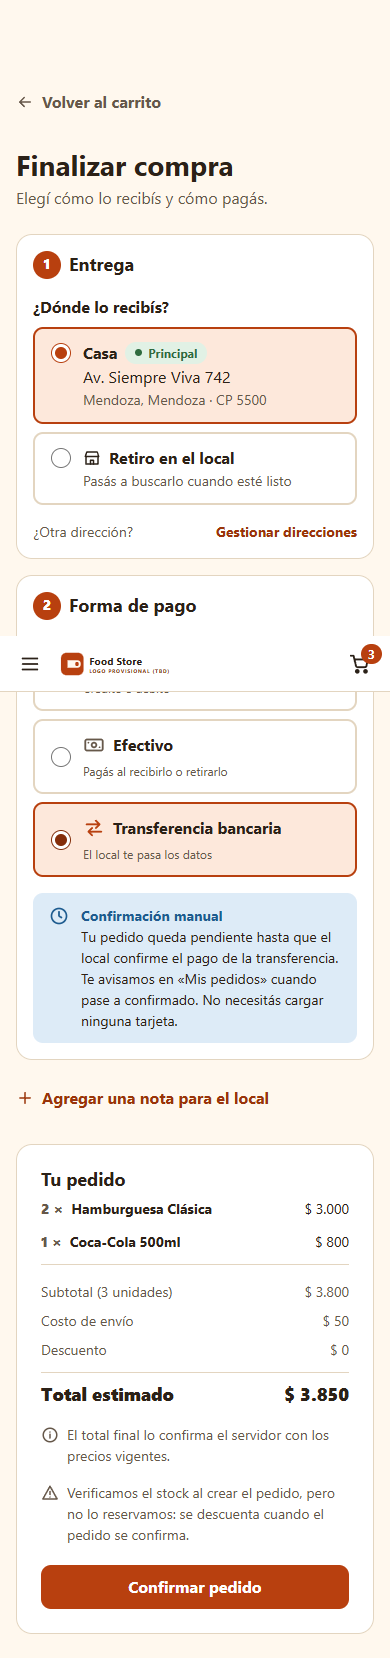 ← Volver al carrito
Finalizar compra
Elegí cómo lo recibís y cómo pagás.
1 Entrega
¿Dónde lo recibís?
Casa Principal
Av. Siempre Viva 742
Mendoza, Mendoza · CP 5500
Retiro en el local
Pasás a buscarlo cuando esté listo
¿Otra dirección? Gestionar direcciones
2 Forma de pago
Food Store 3
LOGO PROVISIONAL (TBD)
Efectivo
Pagás al recibirlo o retirarlo
Transferencia bancaria
El local te pasa los datos
Confirmación manual
Tu pedido queda pendiente hasta que el
local confirme el pago de la transferencia.
Te avisamos en «Mis pedidos» cuando
pase a confirmado. No necesitás cargar
ninguna tarjeta.
+ Agregar una nota para el local
Tu pedido
2 × Hamburguesa Clásica $ 3.000
1 × Coca-Cola 500ml $ 800
Subtotal (3 unidades) $ 3.800
Costo de envío $ 50
Descuento $ 0
Total estimado $ 3.850
El total final lo confirma el servidor con los
precios vigentes.
Verificamos el stock al crear el pedido, pero
no lo reservamos: se descuenta cuando el
pedido se confirma.
Confirmar pedido